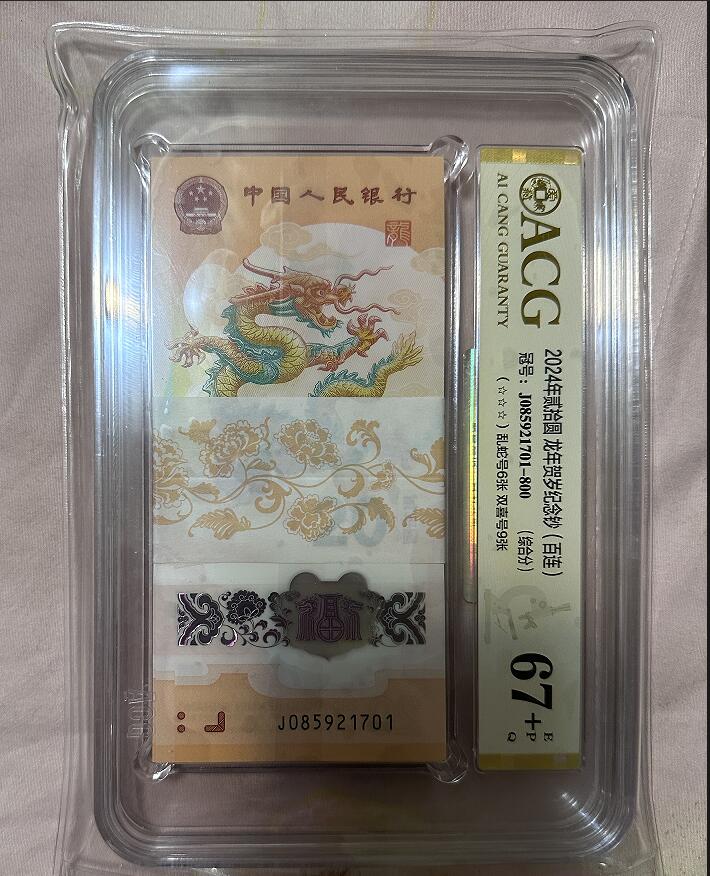 中国人民银行
龍
福
J085921701
ACG
AI CANG GUARANTY
2024年贰拾圆 龙年贺岁纪念钞（百连）
冠号：J085921701-800 （综合分）
（☆☆☆）乱蛇号6张 双喜号9张
67+
E
P
Q
ACG